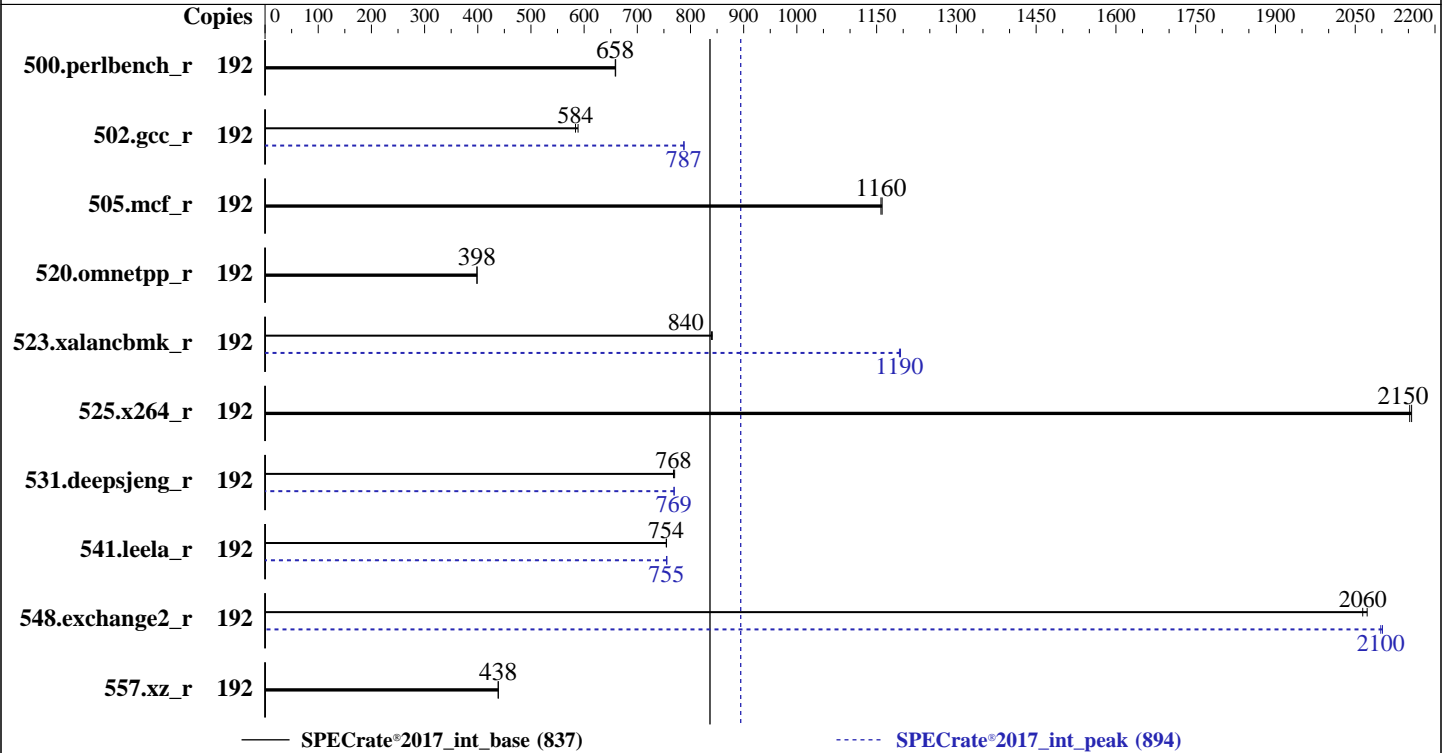 Copies 0 100 200 300 400 500 600 700 800 900 1000 1150 1300 1450 1600 1750 1900 2050 2200
500.perlbench_r 192 658
502.gcc_r 192 584
787
505.mcf_r 192 1160
520.omnetpp_r 192 398
523.xalancbmk_r 192 840
1190
525.x264_r 192 2150
531.deepsjeng_r 192 768
769
541.leela_r 192 754
755
548.exchange2_r 192 2060
2100
557.xz_r 192 438
SPECrate®2017_int_base (837) SPECrate®2017_int_peak (894)